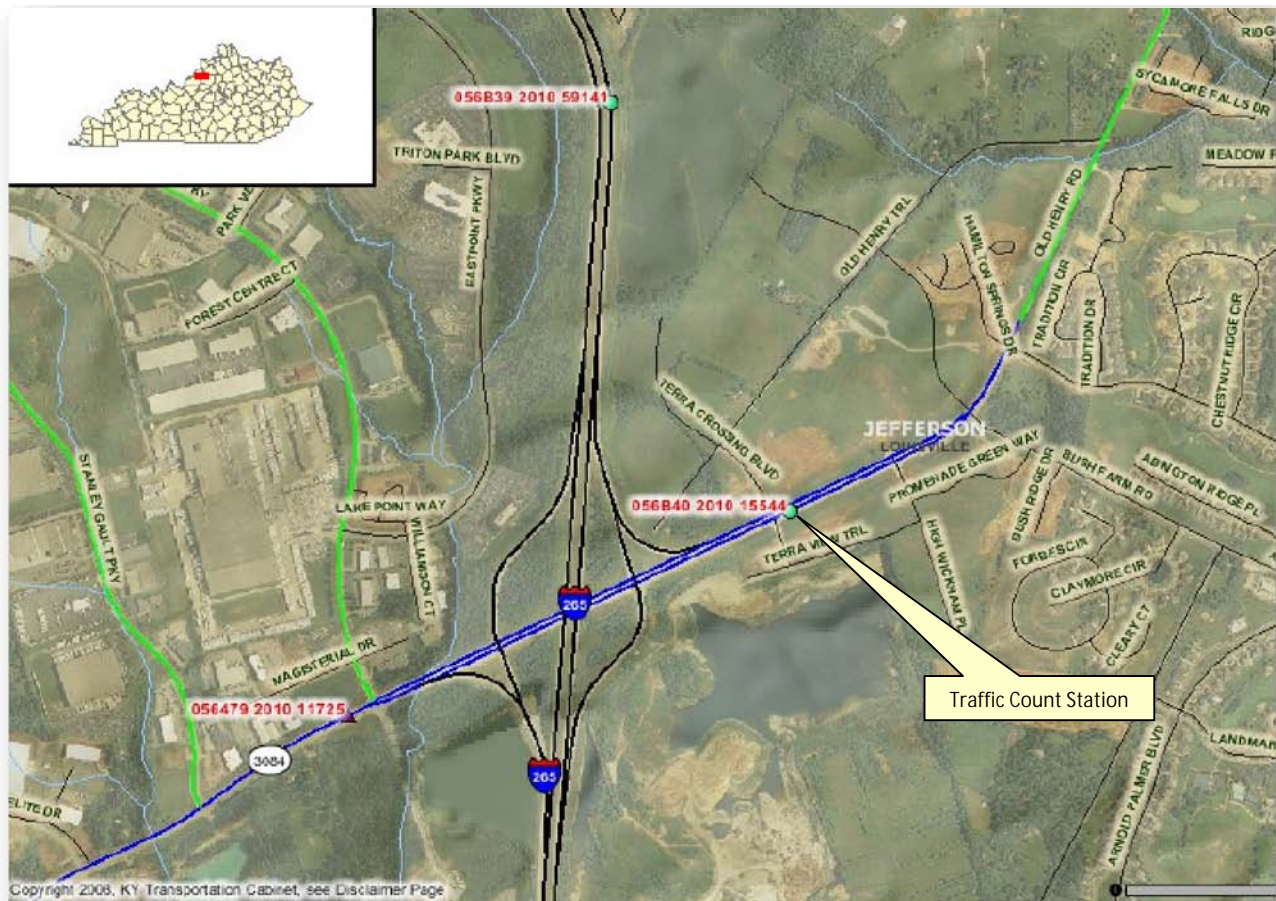 RIDG
SYCAMORE FALLS DR
056B39 2010 59141
TRITON PARK BLVD
MEADOW F
OLD HENRY RD
EASTPOINT PKWY
OLD HENRY TRL
HAMILTON SPRINGS DR
PARK VE
FOREST CENTRE CT
TRADITION CIR
TRADITION DR
CHESTNUT RIDGE CIR
TERRA CROSSING BLVD
JEFFERSON
LOUISVILLE
PROMENADE GREEN WAY
BUSH RIDGE DR
BUSH FARM RD
ABINGTON RIDGE PL
STANLEY GAULT PKY
LAKE POINT WAY
WILLIAMSON CT
056B40 2010 15544
TERRA VIEW TRL
HIGH WICKHAM PL
FORBES CIR
CLAYMORE CIR
CLEARY CT
265
MAGISTERIAL DR
Traffic Count Station
056479 2010 11725
3084
265
LANDMAR
ARNOLD PALMER BLVD
ELITE DR
Copyright 2008, KY Transportation Cabinet, see Disclaimer Page
0